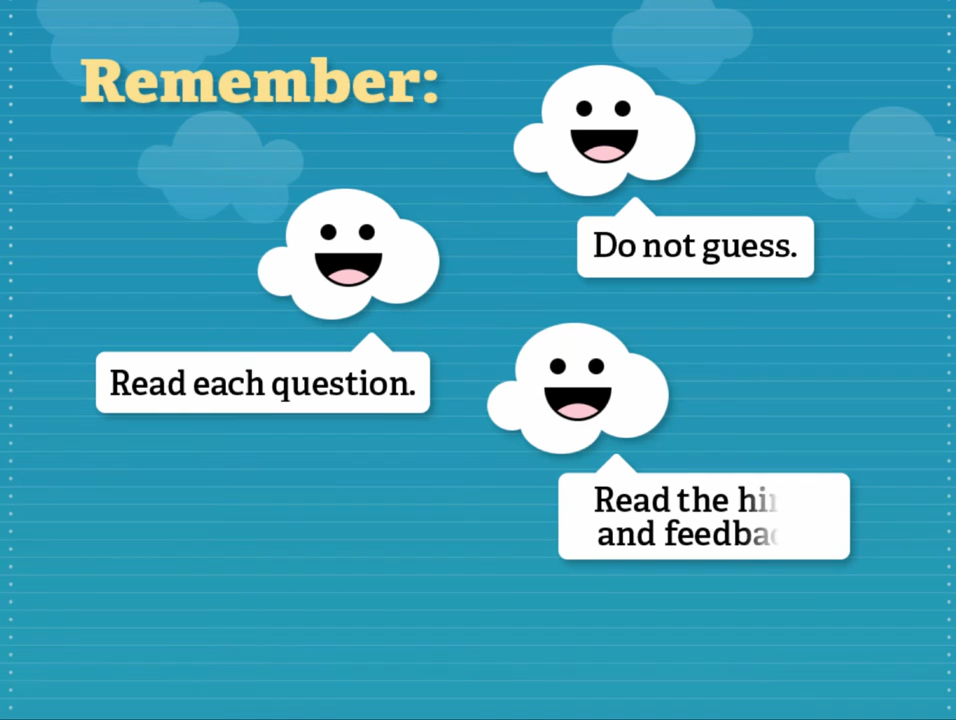 Remember:
Do not guess.
Read each question.
Read the
and